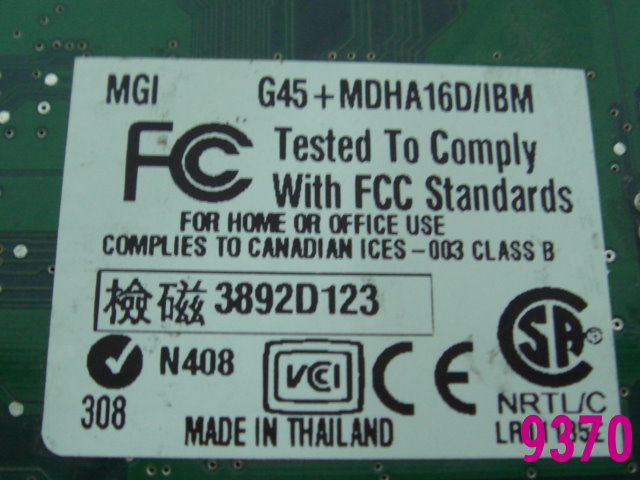 MGI G45+MDHA16D/IBM
FC Tested To Comply
With FCC Standards
FOR HOME OR OFFICE USE
COMPLIES TO CANADIAN ICES-003 CLASS B
檢磁 3892D123
N408 VCI CE SA
NRTL/C
308 MADE IN THAILAND
9370